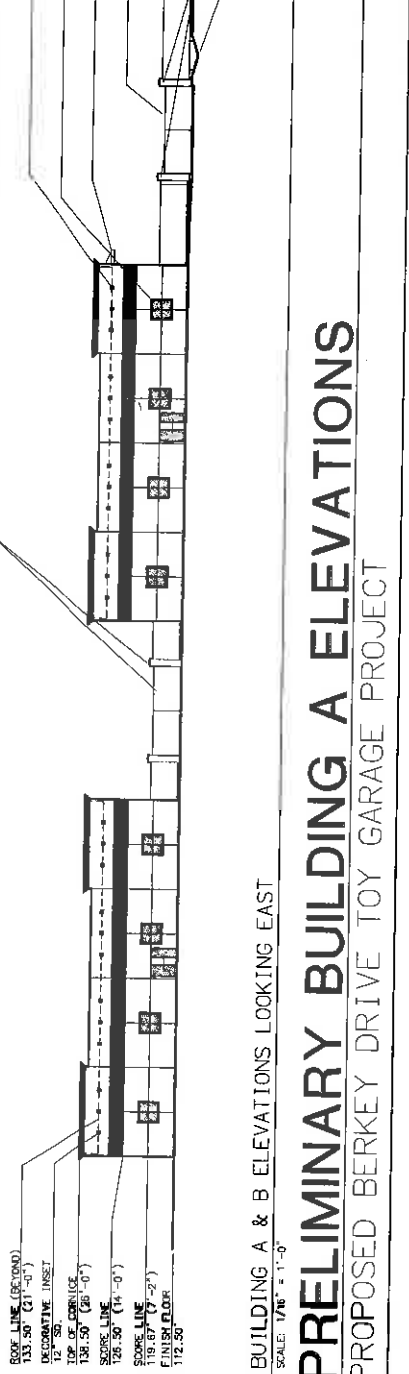 ROOF LINE (BEYOND)
133.50' (21'-0")
DECORATIVE INSET
12" SQ.
TOP OF CORNICE
138.50' (26'-0")
SCORE LINE
126.50' (14'-0")
SCORE LINE
119.67' (7'-2")
FINISH FLOOR
112.50'
BUILDING A & B ELEVATIONS LOOKING EAST
SCALE: 1/16" = 1'-0"
PRELIMINARY BUILDING A ELEVATIONS
PROPOSED BERKEY DRIVE TOY GARAGE PROJECT